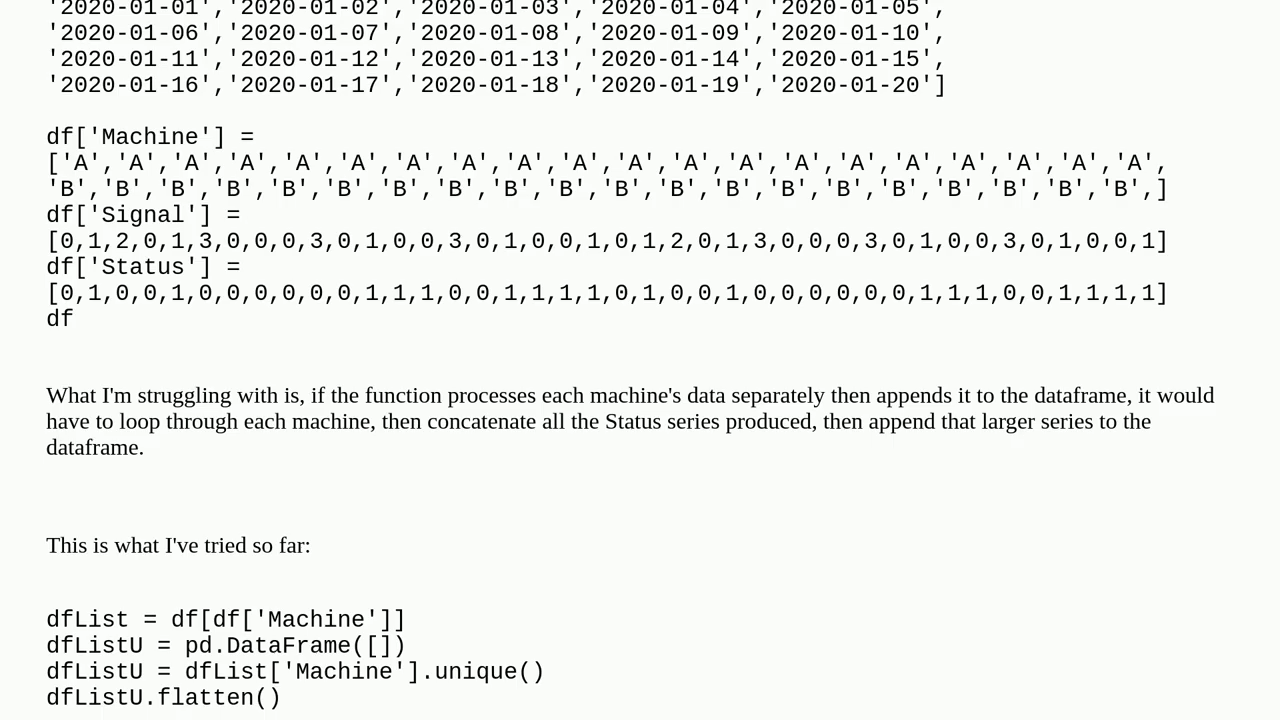 '2020-01-01','2020-01-02','2020-01-03','2020-01-04','2020-01-05',
'2020-01-06','2020-01-07','2020-01-08','2020-01-09','2020-01-10',
'2020-01-11','2020-01-12','2020-01-13','2020-01-14','2020-01-15',
'2020-01-16','2020-01-17','2020-01-18','2020-01-19','2020-01-20']
df['Machine'] =
['A','A','A','A','A','A','A','A','A','A','A','A','A','A','A','A','A','A','A','A',
'B','B','B','B','B','B','B','B','B','B','B','B','B','B','B','B','B','B','B','B',]
df['Signal'] =
[0,1,2,0,1,3,0,0,0,3,0,1,0,0,3,0,1,0,0,1,0,1,2,0,1,3,0,0,0,3,0,1,0,0,3,0,1,0,0,1]
df['Status'] =
[0,1,0,0,1,0,0,0,0,0,0,1,1,1,0,0,1,1,1,1,0,1,0,0,1,0,0,0,0,0,0,1,1,1,0,0,1,1,1,1]
df
What I'm struggling with is, if the function processes each machine's data separately then appends it to the dataframe, it would
have to loop through each machine, then concatenate all the Status series produced, then append that larger series to the
dataframe.
This is what I've tried so far:
dfList = df[df['Machine']]
dfListU = pd.DataFrame([])
dfListU = dfList['Machine'].unique()
dfListU.flatten()